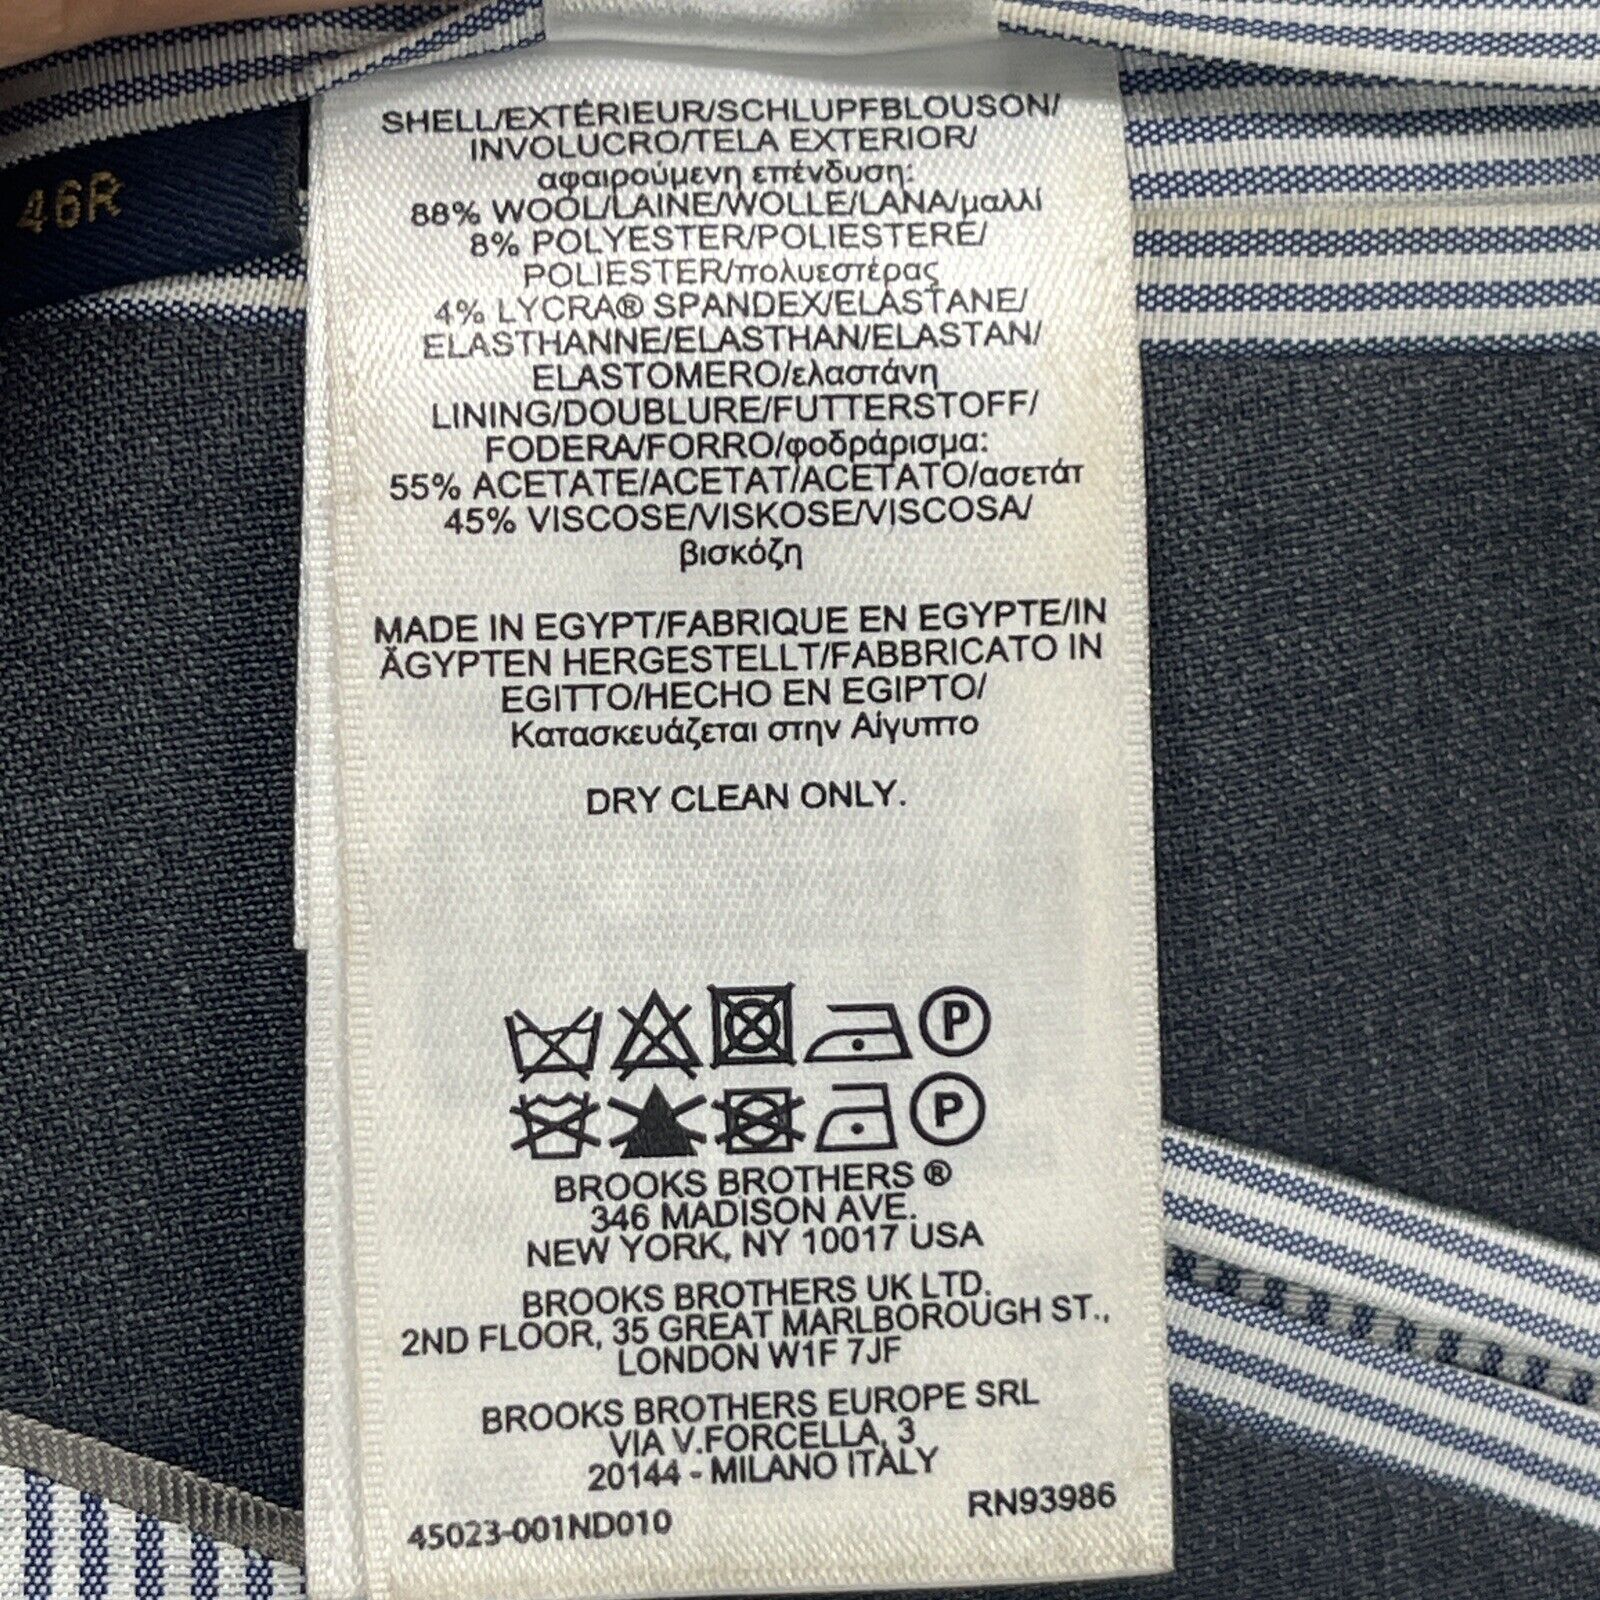 46R
SHELL/EXTÉRIEUR/SCHLUPFBLOUSON/
INVOLUCRO/TELA EXTERIOR/
αφαιρούμενη επένδυση:
88% WOOL/LAINE/WOLLE/LANA/μαλλί
8% POLYESTER/POLIESTERE/
POLIESTER/πολυεστέρας
4% LYCRA® SPANDEX/ELASTANE/
ELASTHANNE/ELASTHAN/ELASTAN/
ELASTOMERO/ελαστάνη
LINING/DOUBLURE/FUTTERSTOFF/
FODERA/FORRO/φοδράρισμα:
55% ACETATE/ACETAT/ACETATO/ασετάτ
45% VISCOSE/VISKOSE/VISCOSA/
βισκόζη
MADE IN EGYPT/FABRIQUE EN EGYPTE/IN
ÄGYPTEN HERGESTELLT/FABBRICATO IN
EGITTO/HECHO EN EGIPTO/
Κατασκευάζεται στην Αίγυπτο
DRY CLEAN ONLY.
P
P
BROOKS BROTHERS ®
346 MADISON AVE.
NEW YORK, NY 10017 USA
BROOKS BROTHERS UK LTD.
2ND FLOOR, 35 GREAT MARLBOROUGH ST.,
LONDON W1F 7JF
BROOKS BROTHERS EUROPE SRL
VIA V.FORCELLA, 3
20144 - MILANO ITALY
45023-001ND010 RN93986